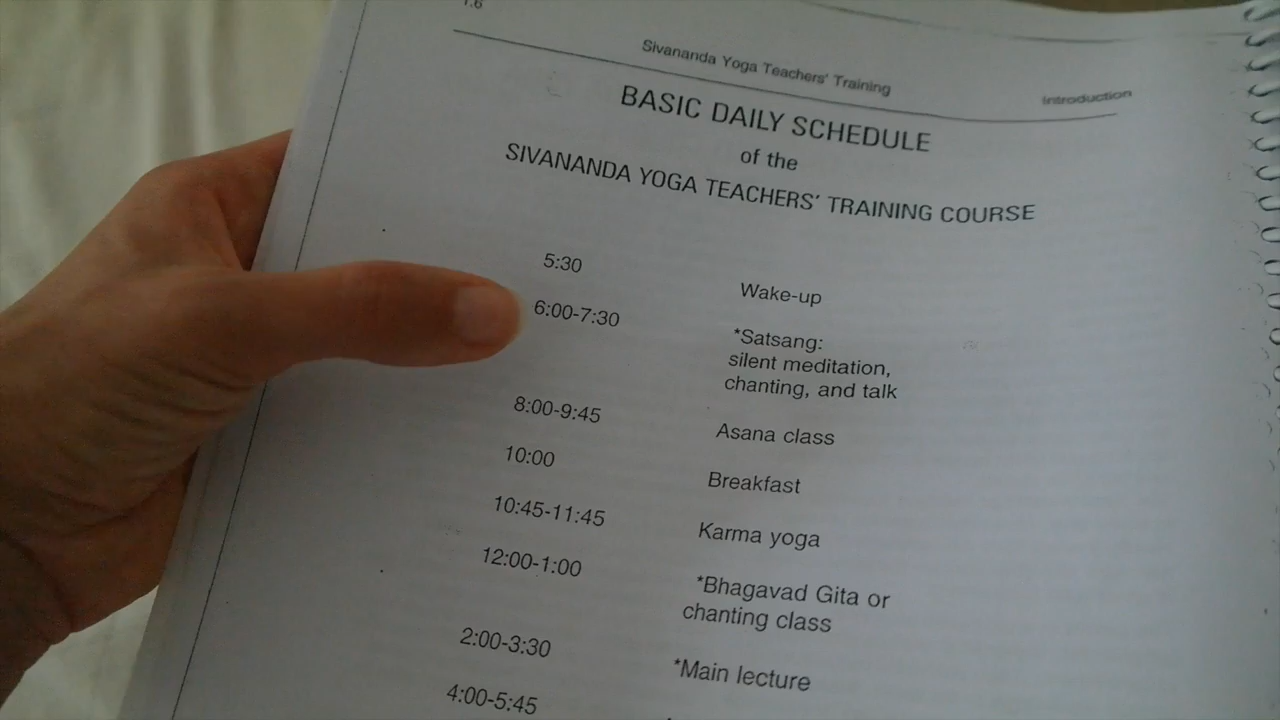 1.6
Sivananda Yoga Teachers' Training
Introduction
BASIC DAILY SCHEDULE
of the
SIVANANDA YOGA TEACHERS' TRAINING COURSE
5:30 Wake-up
6:00-7:30 *Satsang:
silent meditation,
chanting, and talk
8:00-9:45 Asana class
10:00 Breakfast
10:45-11:45 Karma yoga
12:00-1:00 *Bhagavad Gita or
chanting class
2:00-3:30 *Main lecture
4:00-5:45